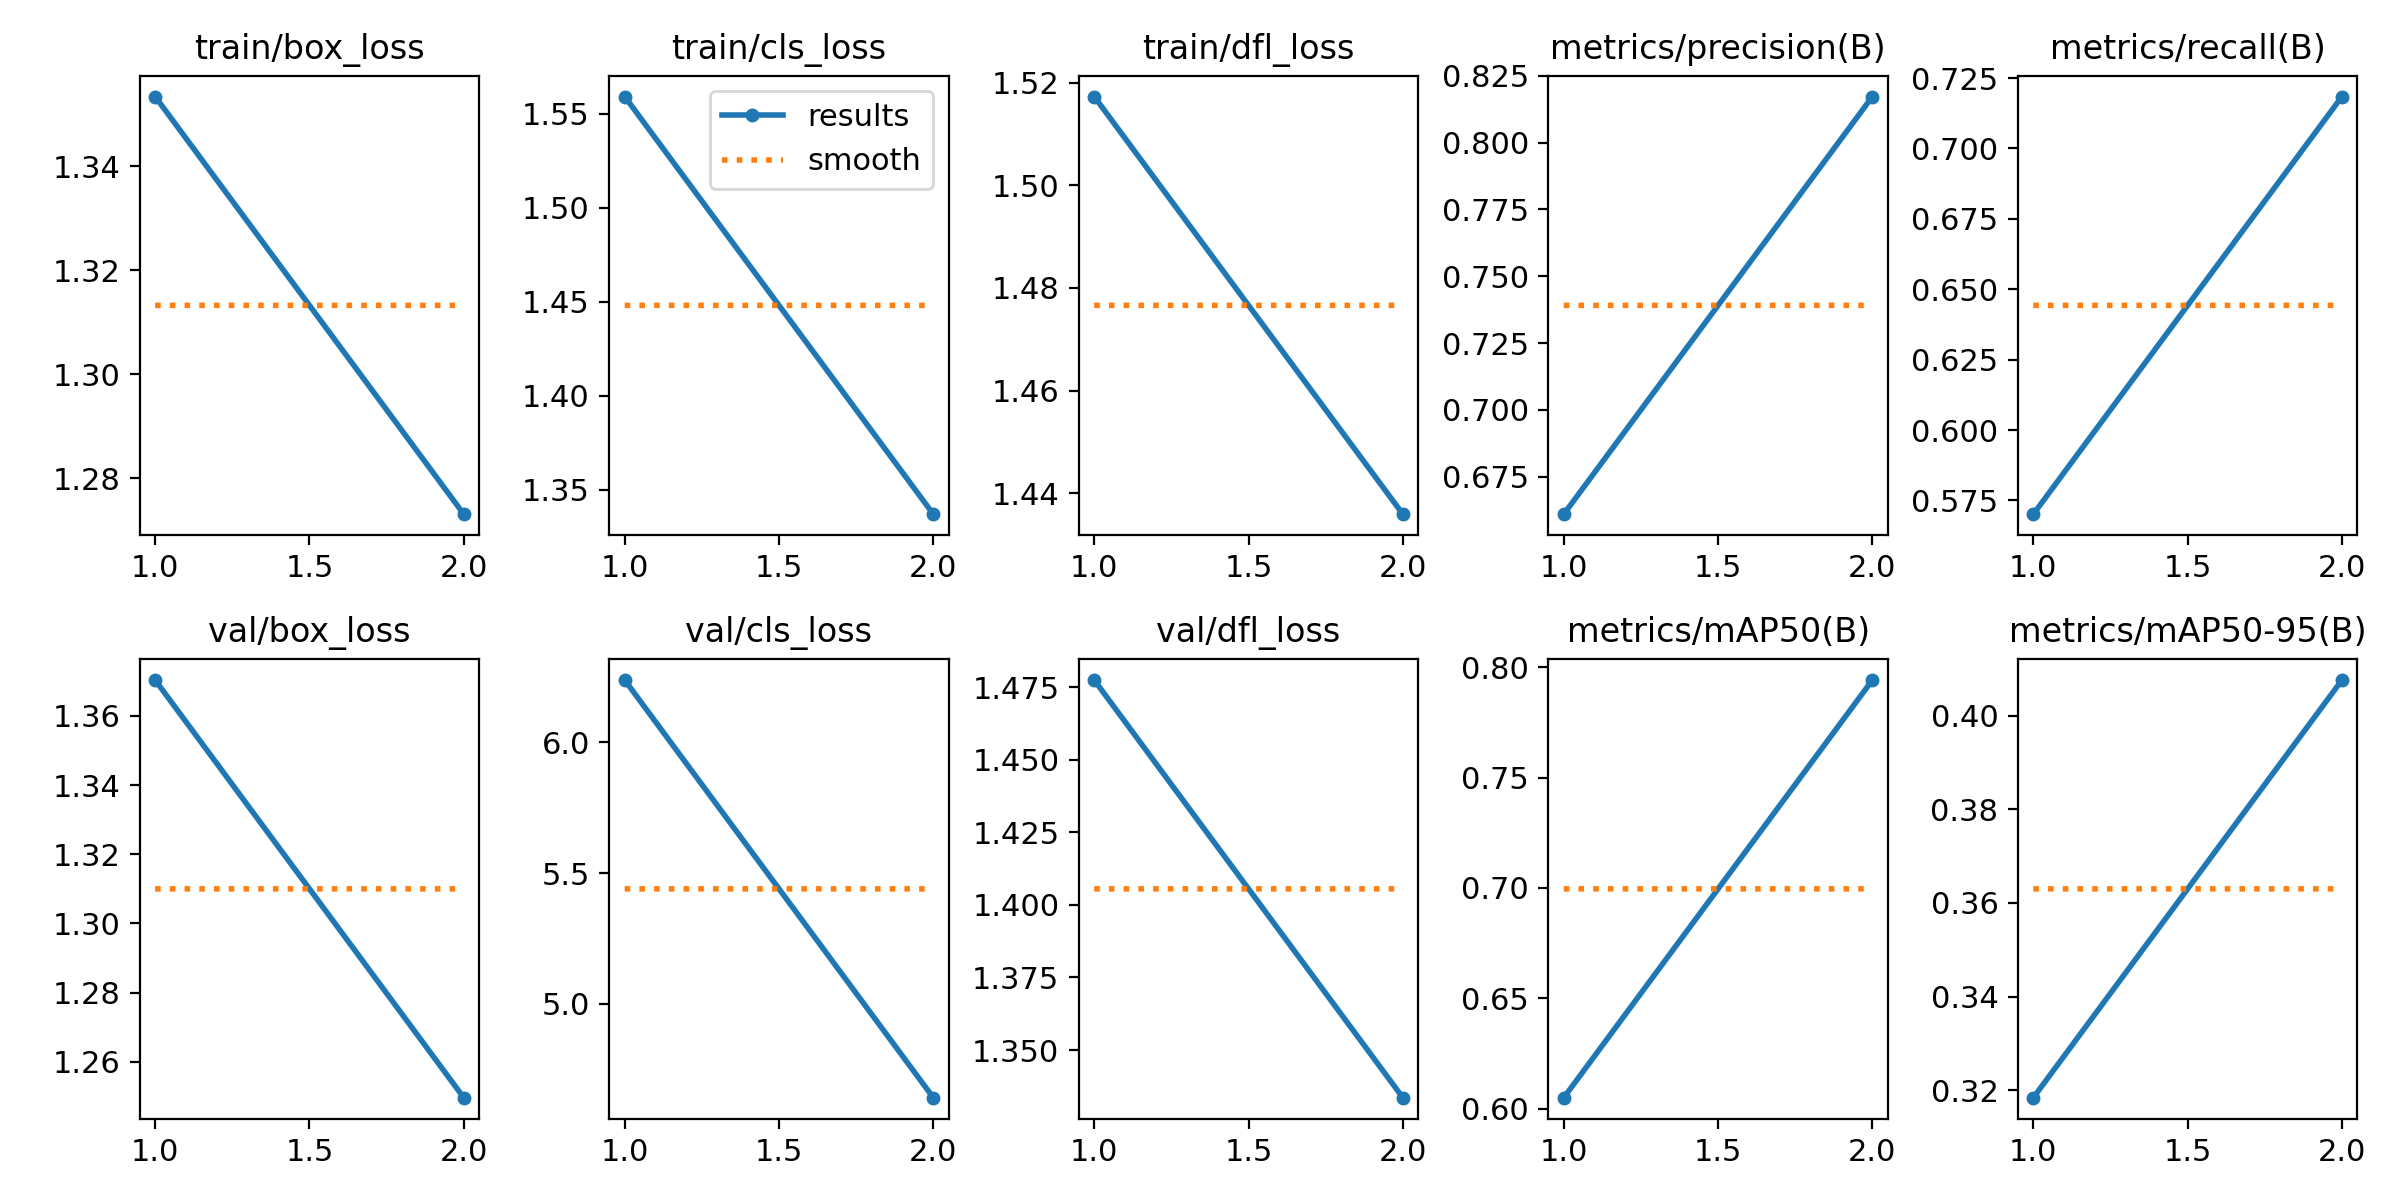 train/box_loss
1.34
1.32
1.30
1.28
1.0 1.5 2.0
train/cls_loss
results
smooth
1.55
1.50
1.45
1.40
1.35
1.0 1.5 2.0
train/dfl_loss
1.52
1.50
1.48
1.46
1.44
1.0 1.5 2.0
metrics/precision(B)
0.825
0.800
0.775
0.750
0.725
0.700
0.675
1.0 1.5 2.0
metrics/recall(B)
0.725
0.700
0.675
0.650
0.625
0.600
0.575
1.0 1.5 2.0
val/box_loss
1.36
1.34
1.32
1.30
1.28
1.26
1.0 1.5 2.0
val/cls_loss
6.0
5.5
5.0
1.0 1.5 2.0
val/dfl_loss
1.475
1.450
1.425
1.400
1.375
1.350
1.0 1.5 2.0
metrics/mAP50(B)
0.80
0.75
0.70
0.65
0.60
1.0 1.5 2.0
metrics/mAP50-95(B)
0.40
0.38
0.36
0.34
0.32
1.0 1.5 2.0